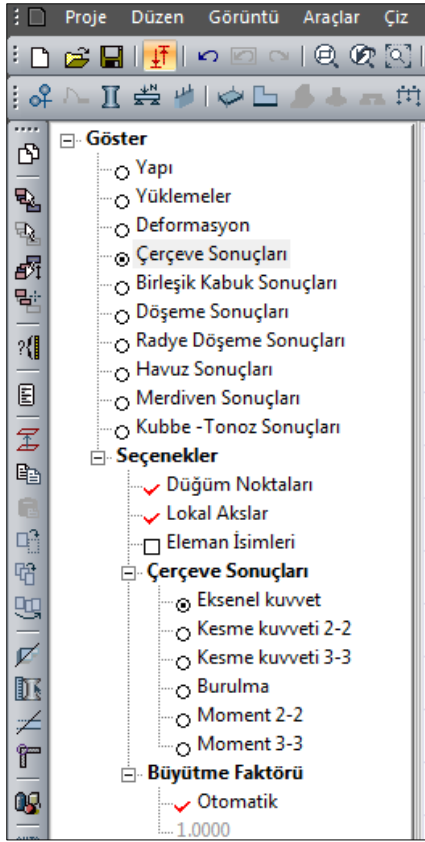 Proje Düzen Görüntü Araçlar Çiz
Göster
Yapı
Yüklemeler
Deformasyon
Çerçeve Sonuçları
Birleşik Kabuk Sonuçları
Döşeme Sonuçları
Radye Döşeme Sonuçları
Havuz Sonuçları
Merdiven Sonuçları
Kubbe -Tonoz Sonuçları
Seçenekler
Düğüm Noktaları
Lokal Akslar
Eleman İsimleri
Çerçeve Sonuçları
Eksenel kuvvet
Kesme kuvveti 2-2
Kesme kuvveti 3-3
Burulma
Moment 2-2
Moment 3-3
Büyütme Faktörü
Otomatik
1.0000